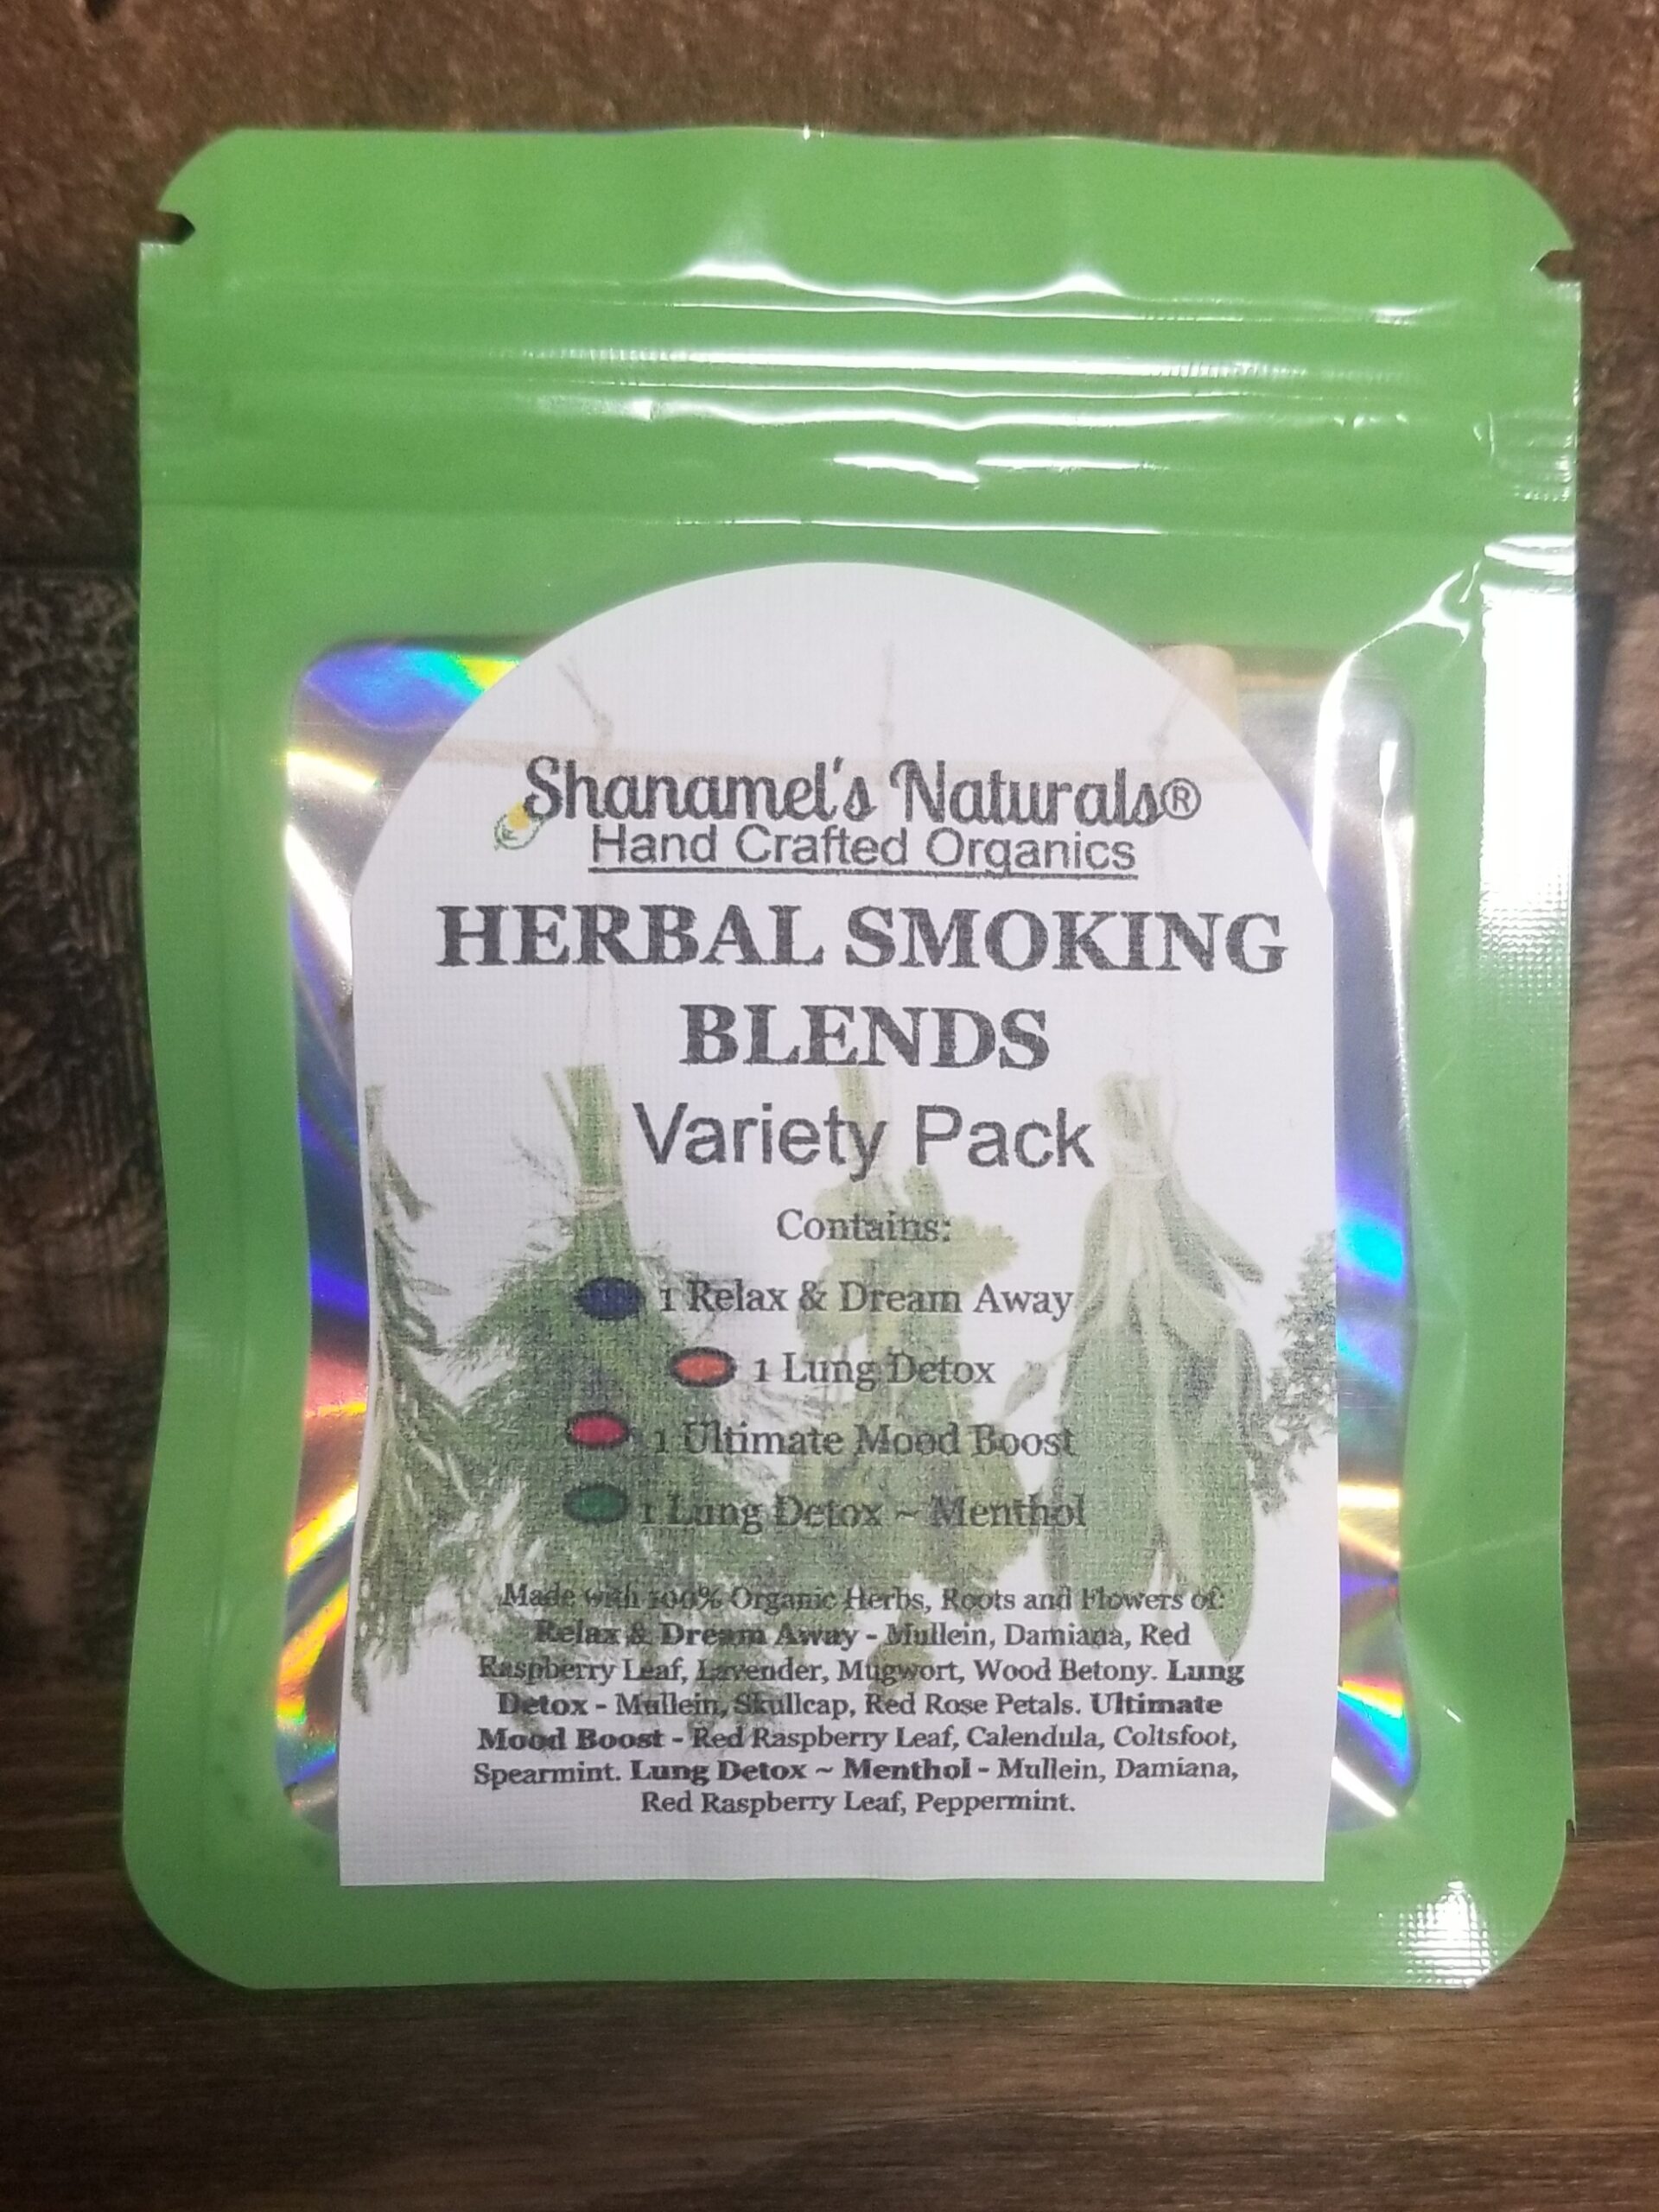 Shanamel's Naturals®
Hand Crafted Organics
HERBAL SMOKING
BLENDS
Variety Pack
Contains:
1 Relax & Dream Away
1 Lung Detox
1 Ultimate Mood Boost
1 Lung Detox ~ Menthol
Made with 100% Organic Herbs, Roots and Flowers of:
Relax & Dream Away - Mullein, Damiana, Red
Raspberry Leaf, Lavender, Mugwort, Wood Betony. Lung
Detox - Mullein, Skullcap, Red Rose Petals. Ultimate
Mood Boost - Red Raspberry Leaf, Calendula, Coltsfoot,
Spearmint. Lung Detox ~ Menthol - Mullein, Damiana,
Red Raspberry Leaf, Peppermint.